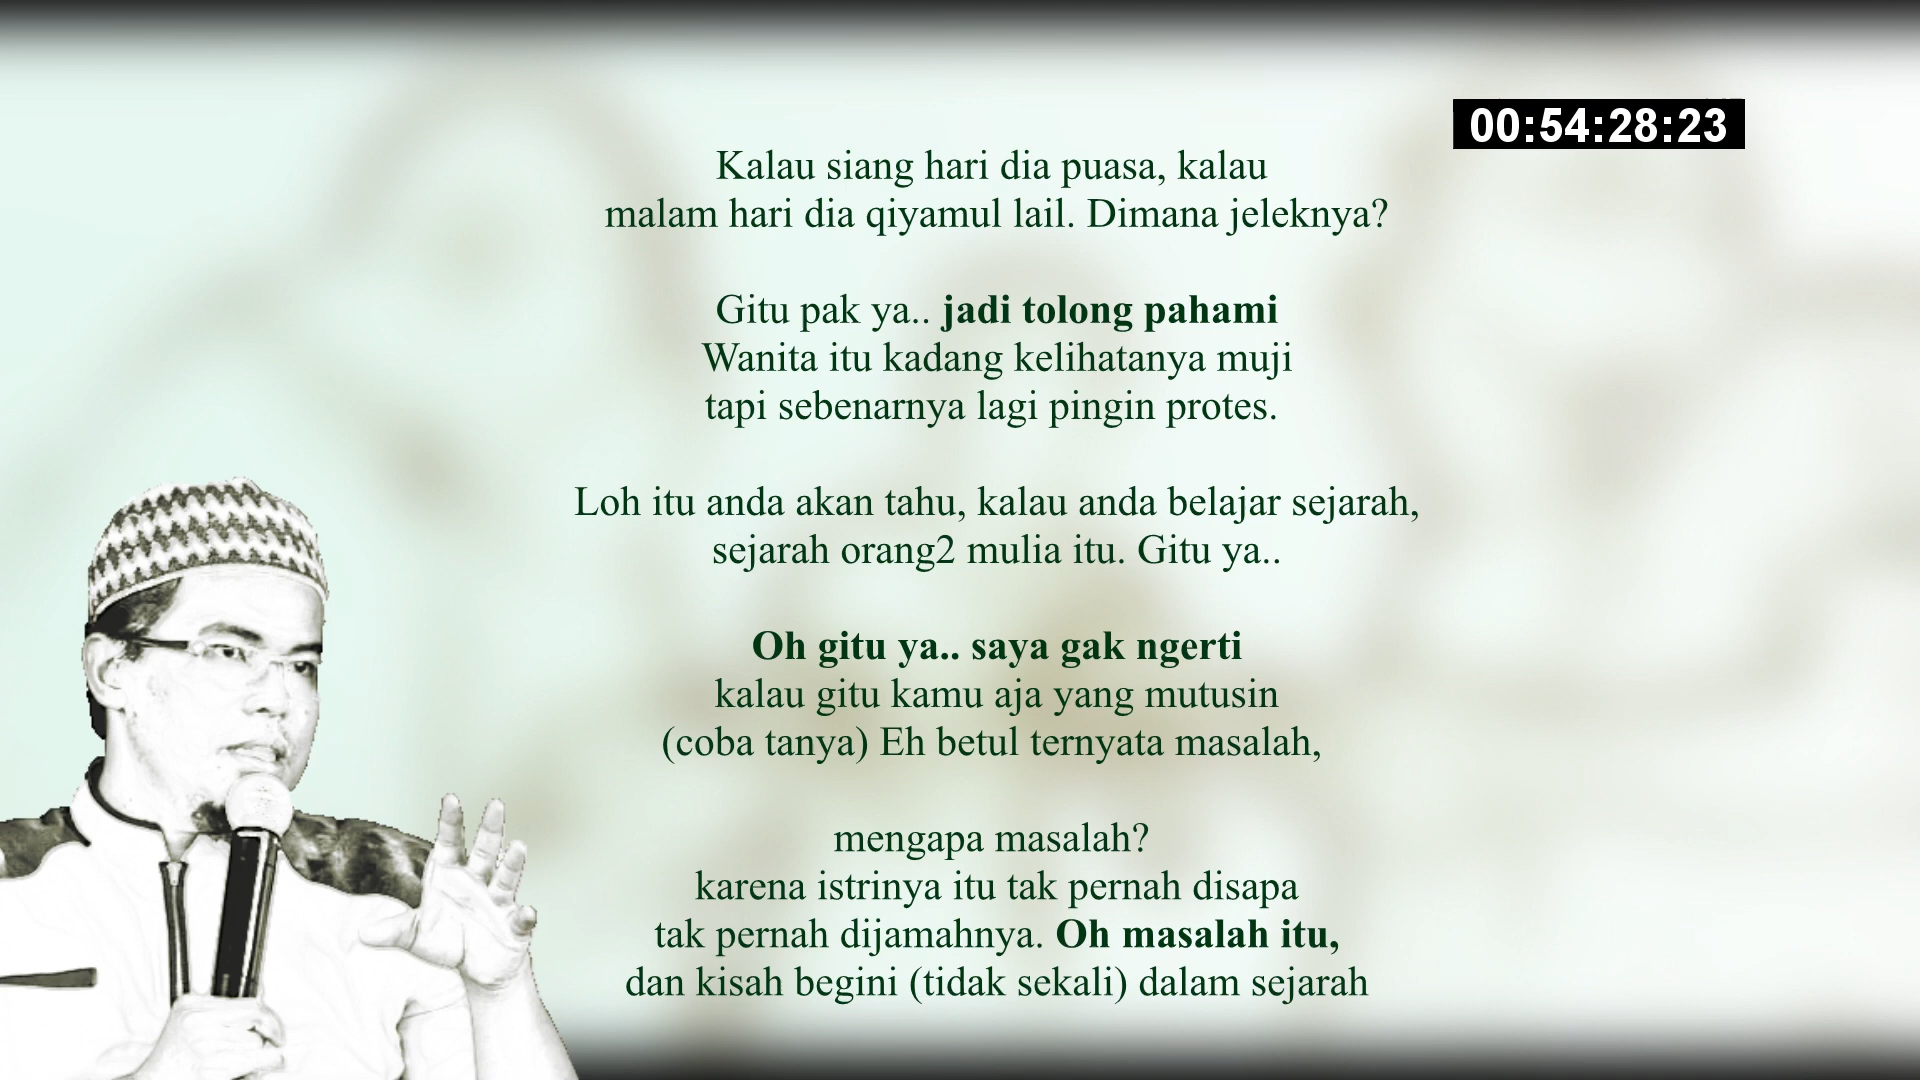 00:54:28:23
Kalau siang hari dia puasa, kalau
malam hari dia qiyamul lail. Dimana jeleknya?
Gitu pak ya.. jadi tolong pahami
Wanita itu kadang kelihatanya muji
tapi sebenarnya lagi pingin protes.
Loh itu anda akan tahu, kalau anda belajar sejarah,
sejarah orang2 mulia itu. Gitu ya..
Oh gitu ya.. saya gak ngerti
kalau gitu kamu aja yang mutusin
(coba tanya) Eh betul ternyata masalah,
mengapa masalah?
karena istrinya itu tak pernah disapa
tak pernah dijamahnya. Oh masalah itu,
dan kisah begini (tidak sekali) dalam sejarah